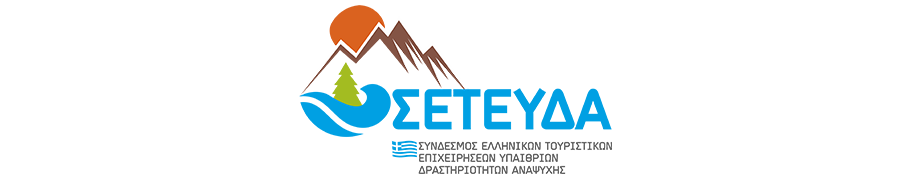 ΣΕΤΕΥΔΑ
ΣΥΝΔΕΣΜΟΣ ΕΛΛΗΝΙΚΩΝ ΤΟΥΡΙΣΤΙΚΩΝ
ΕΠΙΧΕΙΡΗΣΕΩΝ ΥΠΑΙΘΡΙΩΝ
ΔΡΑΣΤΗΡΙΟΤΗΤΩΝ ΑΝΑΨΥΧΗΣ